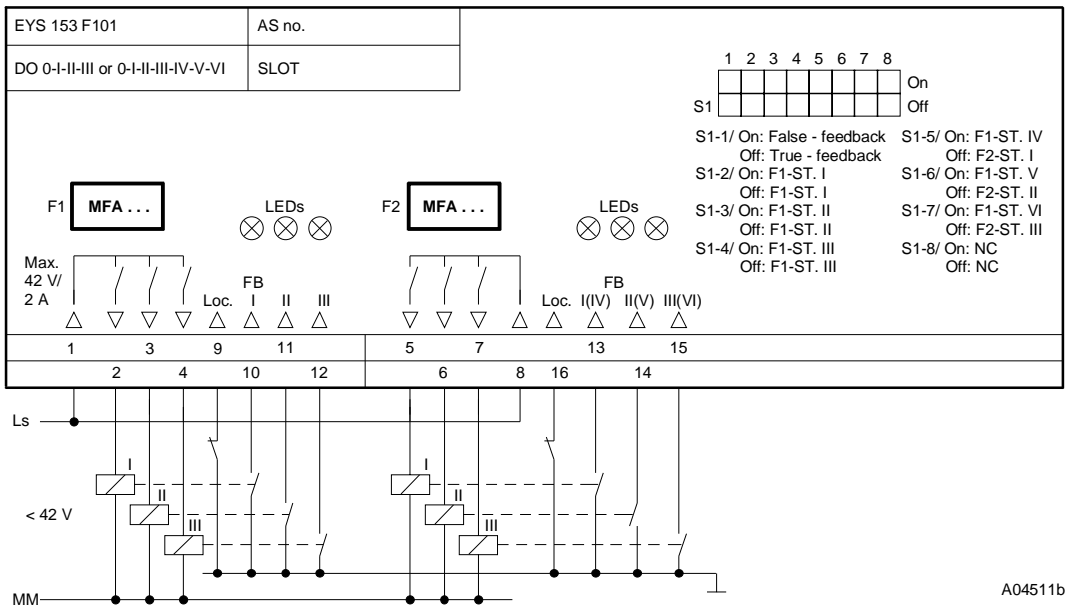 EYS 153 F101
AS no.
DO 0-I-II-III or 0-I-II-III-IV-V-VI
SLOT
1 2 3 4 5 6 7 8
On
S1
Off
S1-1/ On: False - feedback
Off: True - feedback
S1-2/ On: F1-ST. I
Off: F1-ST. I
S1-3/ On: F1-ST. II
Off: F1-ST. II
S1-4/ On: F1-ST. III
Off: F1-ST. III
S1-5/ On: F1-ST. IV
Off: F2-ST. I
S1-6/ On: F1-ST. V
Off: F2-ST. II
S1-7/ On: F1-ST. VI
Off: F2-ST. III
S1-8/ On: NC
Off: NC
F1
MFA . . .
LEDs
F2
MFA . . .
LEDs
Max.
42 V/
2 A
FB
Loc. I II III
FB
Loc. I(IV) II(V) III(VI)
1 3 9 11 5 7 13 15
2 4 10 12 6 8 16 14
Ls
I
II
III
I
II
III
< 42 V
MM
A04511b